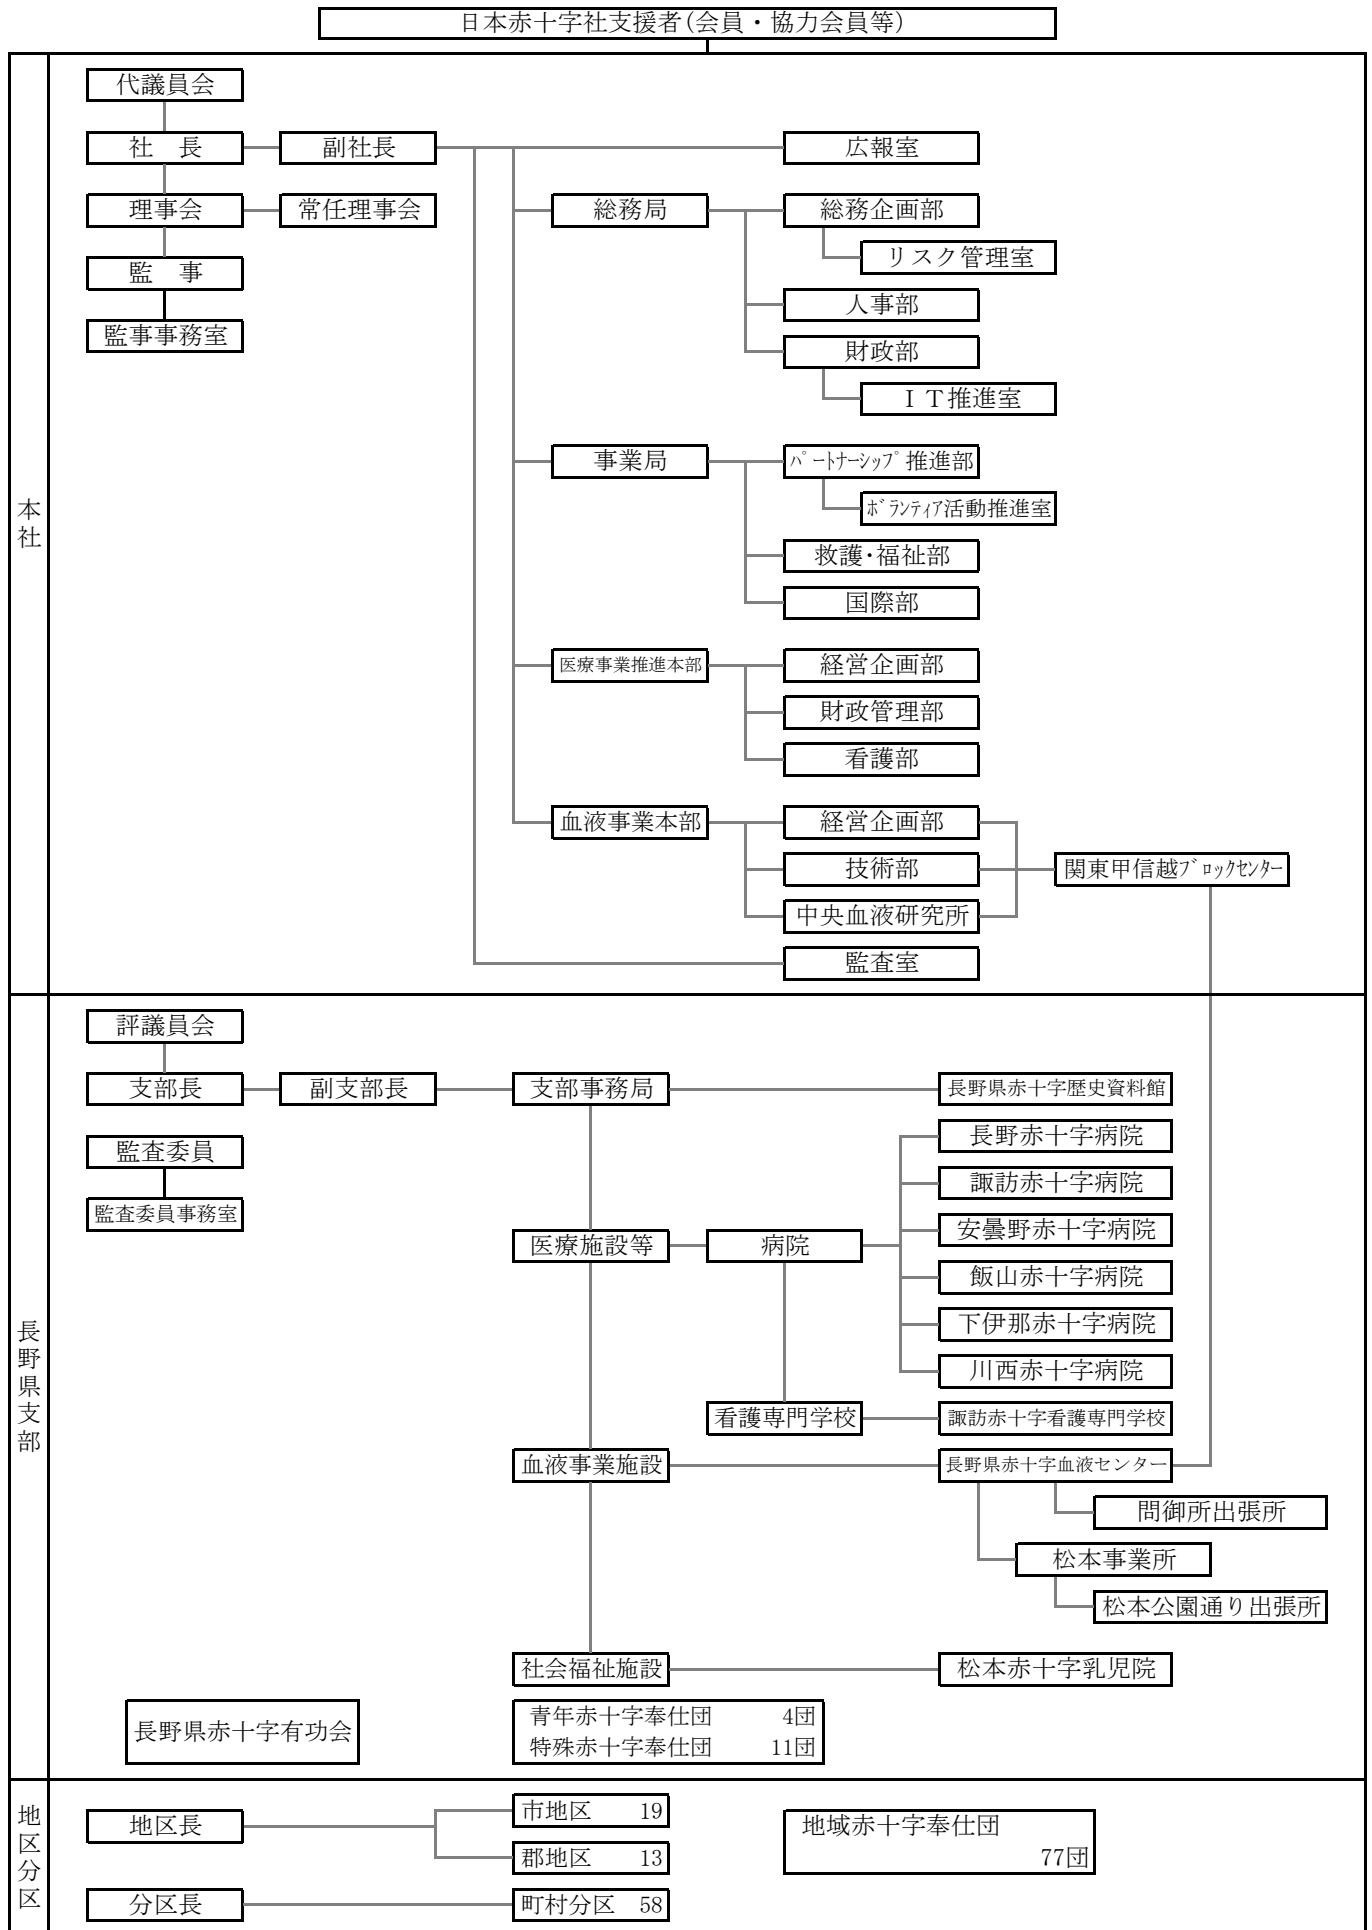 日本赤十字社支援者(会員・協力会員等)
本社
代議員会
社　長
副社長
広報室
理事会
常任理事会
総務局
総務企画部
リスク管理室
監　事
人事部
監事事務室
財政部
ＩＴ推進室
事業局
ﾊﾟｰﾄﾅｰｼｯﾌﾟ推進部
ﾎﾞﾗﾝﾃｨｱ活動推進室
救護・福祉部
国際部
医療事業推進本部
経営企画部
財政管理部
看護部
血液事業本部
経営企画部
技術部
関東甲信越ﾌﾞﾛｯｸｾﾝﾀｰ
中央血液研究所
監査室
長野県支部
評議員会
支部長
副支部長
支部事務局
長野県赤十字歴史資料館
監査委員
長野赤十字病院
監査委員事務室
諏訪赤十字病院
医療施設等
病院
安曇野赤十字病院
飯山赤十字病院
下伊那赤十字病院
川西赤十字病院
看護専門学校
諏訪赤十字看護専門学校
血液事業施設
長野県赤十字血液センター
問御所出張所
松本事業所
松本公園通り出張所
社会福祉施設
松本赤十字乳児院
長野県赤十字有功会
青年赤十字奉仕団　4団
特殊赤十字奉仕団　11団
地区分区
地区長
市地区　19
郡地区　13
地域赤十字奉仕団
77団
分区長
町村分区　58